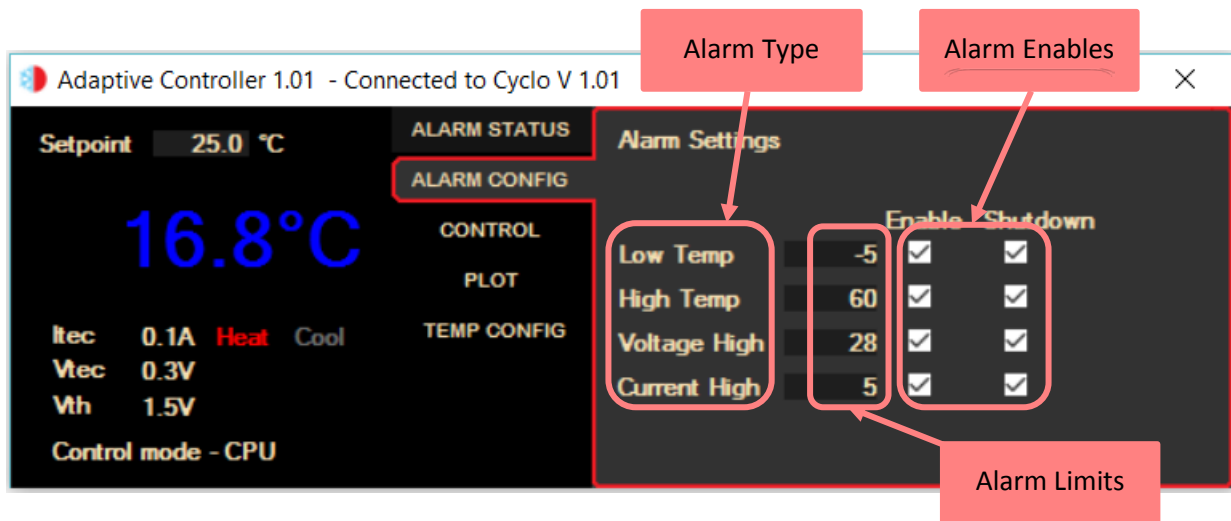 Alarm Type
Alarm Enables
Adaptive Controller 1.01 - Connected to Cyclo V 1.01
Setpoint 25.0 °C
16.8°C
Itec 0.1A Heat Cool
Vtec 0.3V
Vth 1.5V
Control mode - CPU
ALARM STATUS
ALARM CONFIG
CONTROL
PLOT
TEMP CONFIG
Alarm Settings
Enable Shutdown
Low Temp -5
High Temp 60
Voltage High 28
Current High 5
Alarm Limits